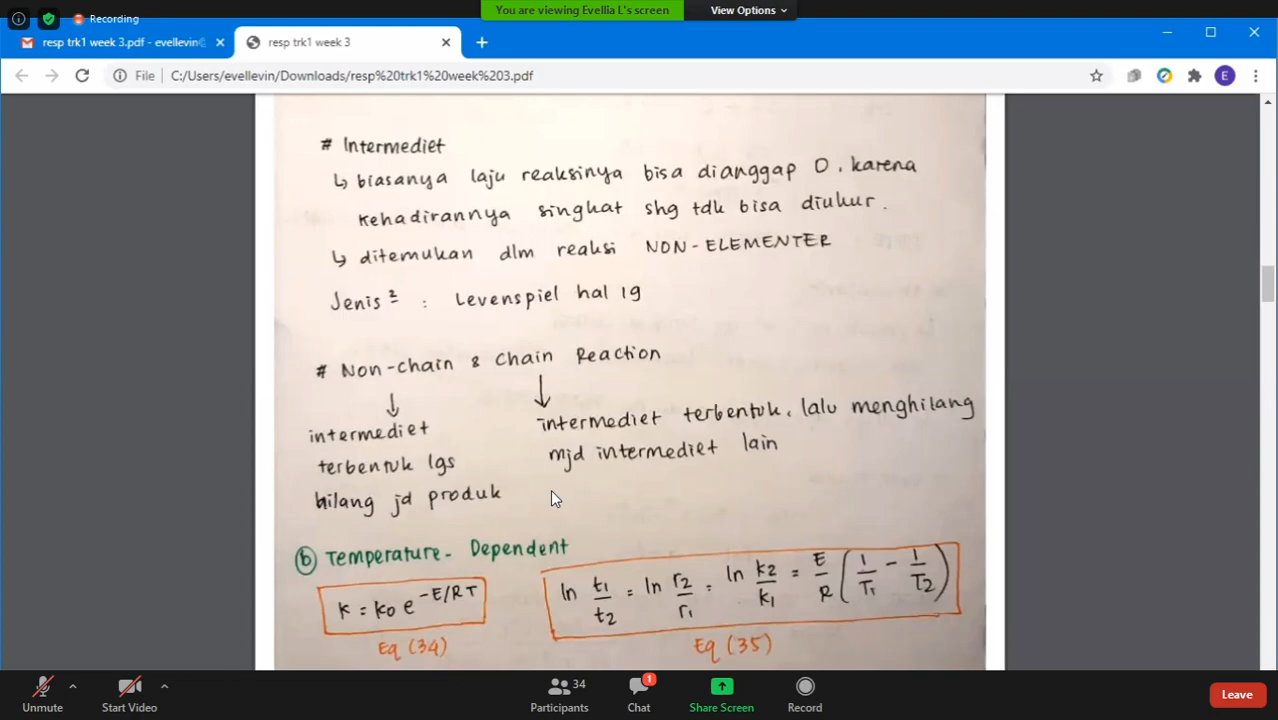 You are viewing Evellia L's screen
View Options
Recording
resp trk1 week 3.pdf - evellevin@
resp trk1 week 3
File
C:/Users/evellevin/Downloads/resp%20trk1%20week%203.pdf
E
# Intermediet
↳ biasanya laju reaksinya bisa dianggap 0, karena
kehadirannya singkat shg tdk bisa diukur.
↳ ditemukan dlm reaksi NON-ELEMENTER
Jenis² : Levenspiel hal 19
# Non-chain & Chain Reaction
intermediet
terbentuk lgs
hilang jd produk
intermediet terbentuk, lalu menghilang
mjd intermediet lain
(b) Temperature-Dependent
k = k₀ e^(-E/RT)
Eq (34)
ln t₁/t₂ = ln r₂/r₁ = ln k₂/k₁ = E/R (1/T₁ - 1/T₂)
Eq (35)
Unmute
Start Video
34
Participants
1
Chat
Share Screen
Record
Leave